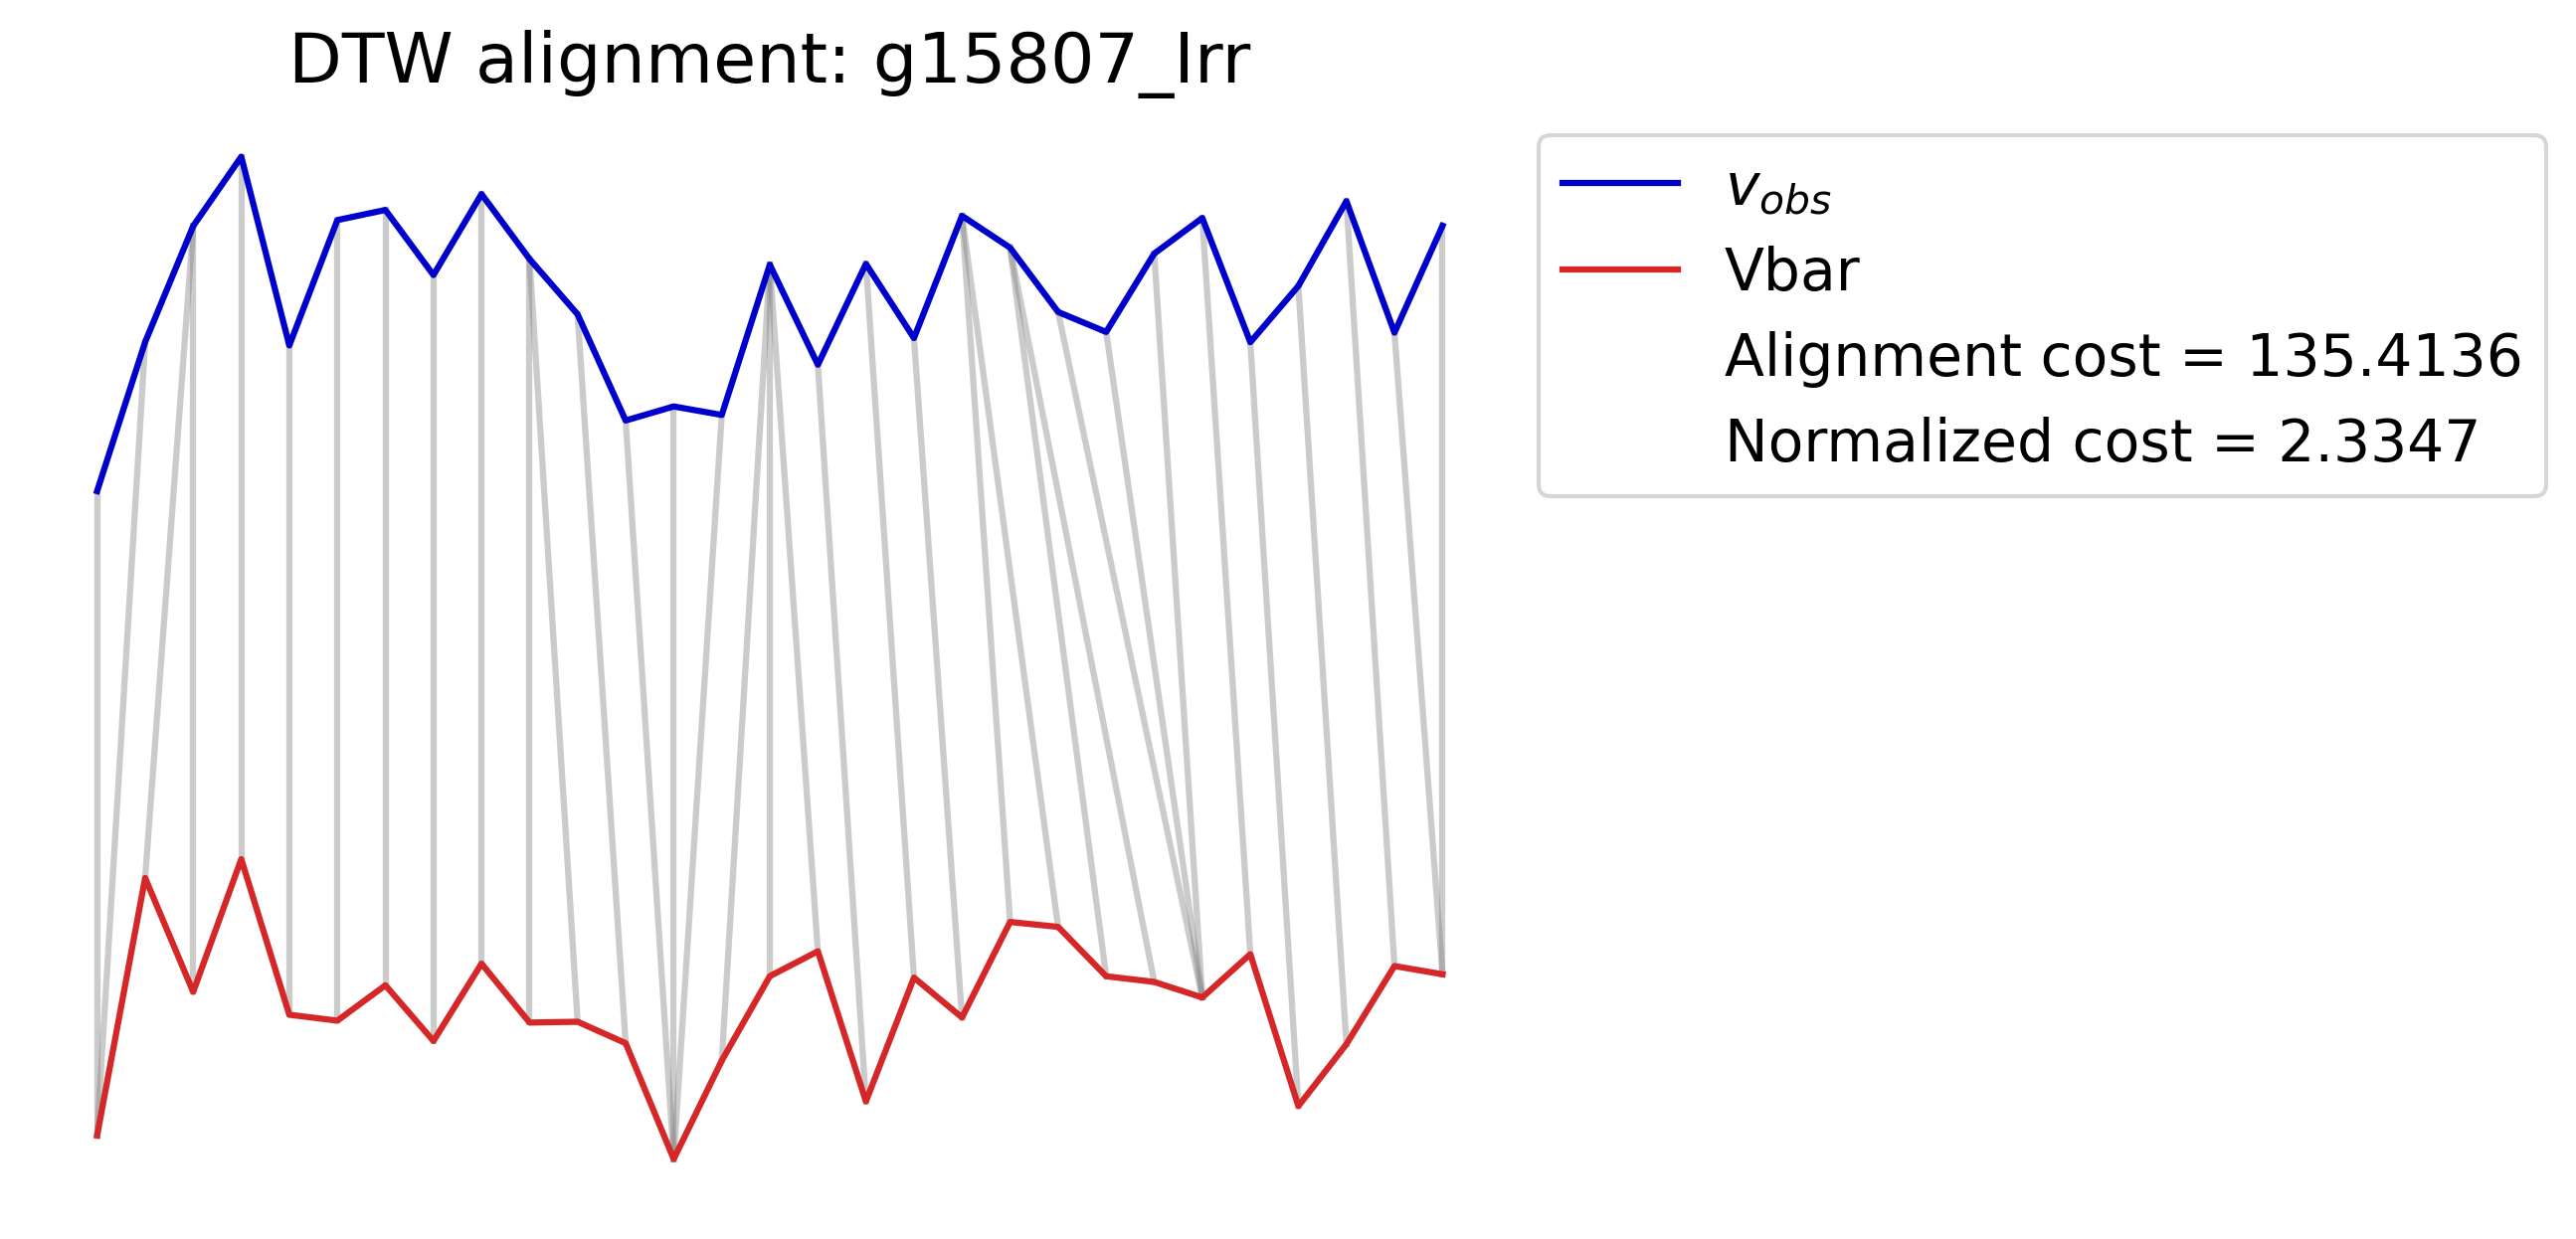 DTW alignment: g15807_Irr
v_obs
Vbar
Alignment cost = 135.4136
Normalized cost = 2.3347